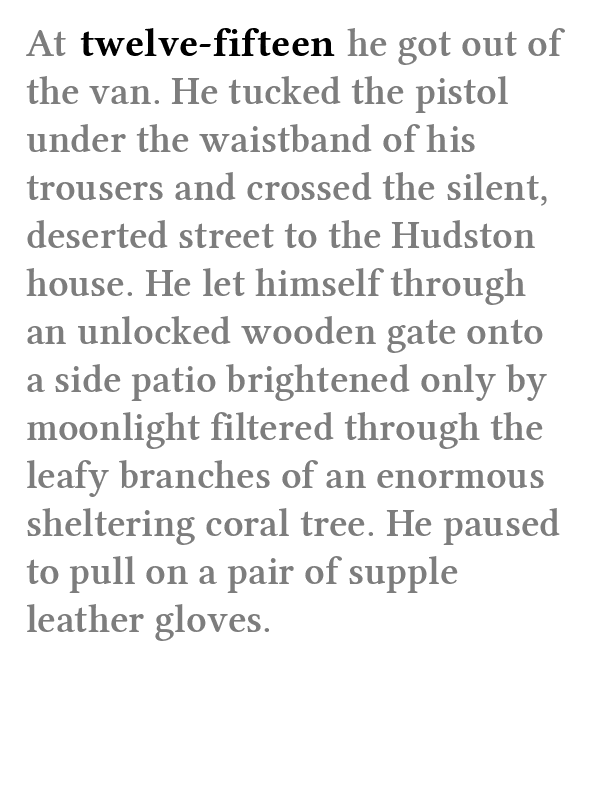 At twelve-fifteen he got out of
the van. He tucked the pistol
under the waistband of his
trousers and crossed the silent,
deserted street to the Hudston
house. He let himself through
an unlocked wooden gate onto
a side patio brightened only by
moonlight filtered through the
leafy branches of an enormous
sheltering coral tree. He paused
to pull on a pair of supple
leather gloves.